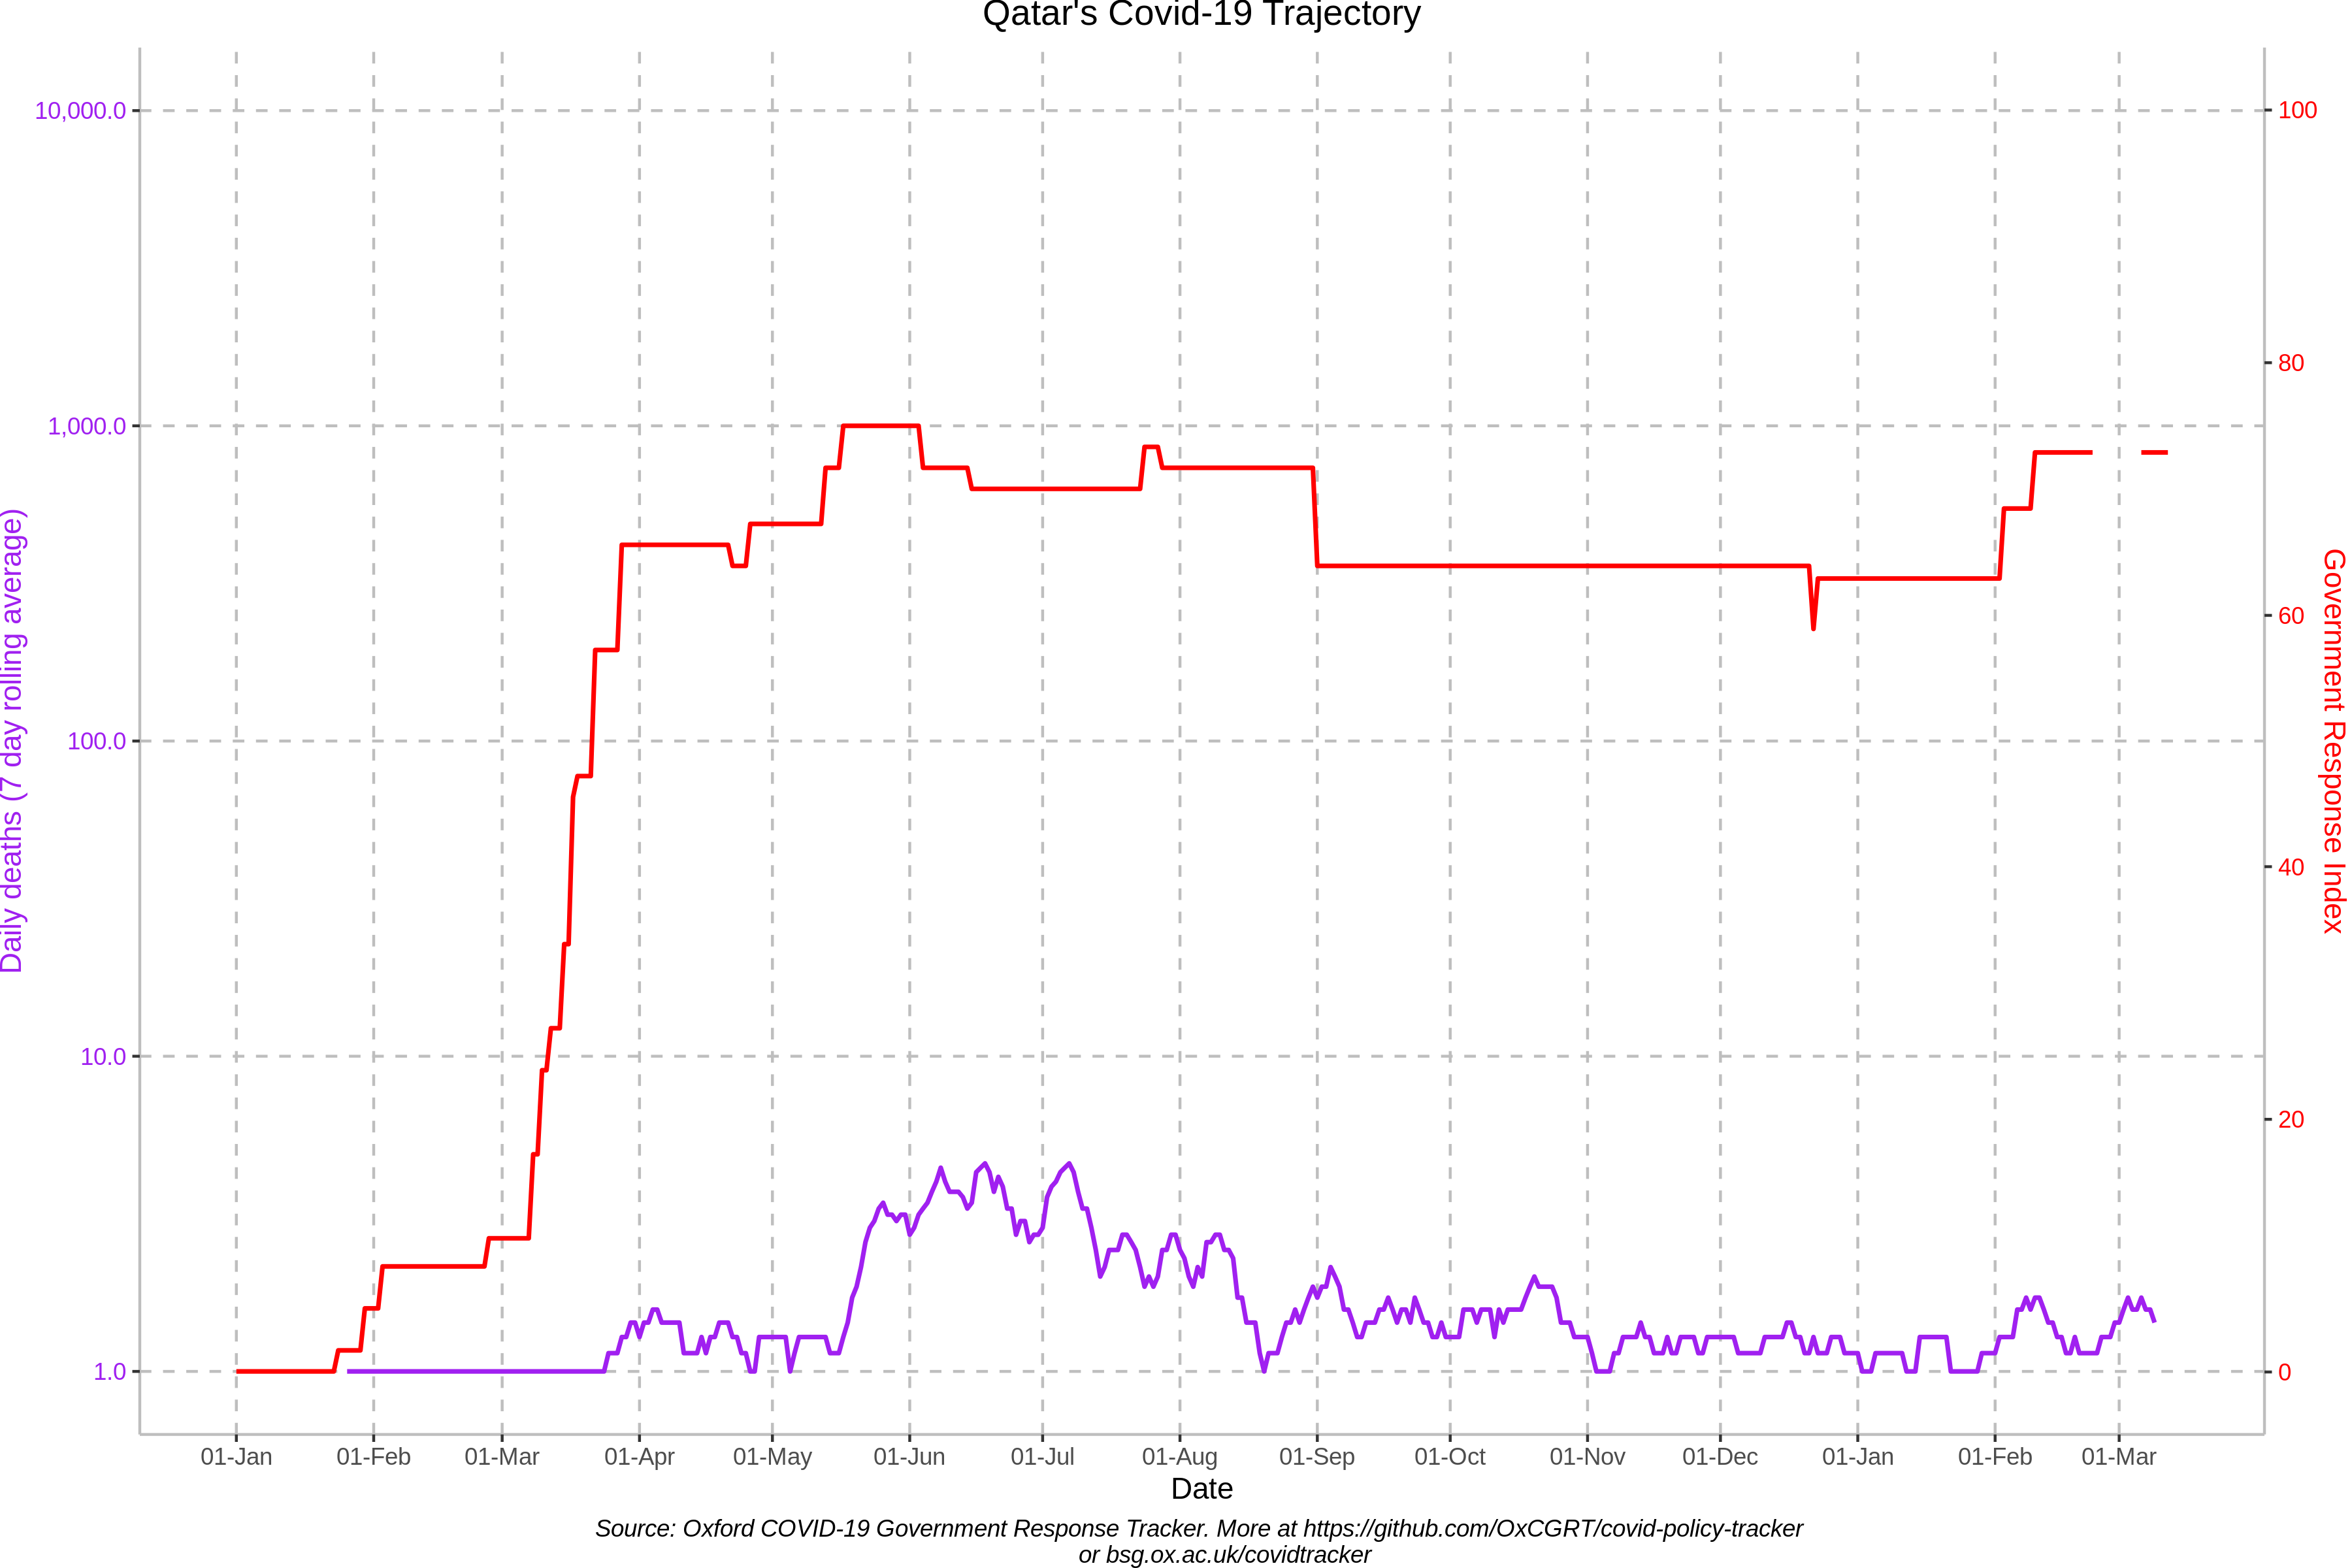 Qatar's Covid-19 Trajectory
10,000.0
1,000.0
100.0
10.0
1.0
Daily deaths (7 day rolling average)
100
80
60
40
20
0
Government Response Index
01-Jan
01-Feb
01-Mar
01-Apr
01-May
01-Jun
01-Jul
01-Aug
01-Sep
01-Oct
01-Nov
01-Dec
01-Jan
01-Feb
01-Mar
Date
Source: Oxford COVID-19 Government Response Tracker. More at https://github.com/OxCGRT/covid-policy-tracker
or bsg.ox.ac.uk/covidtracker